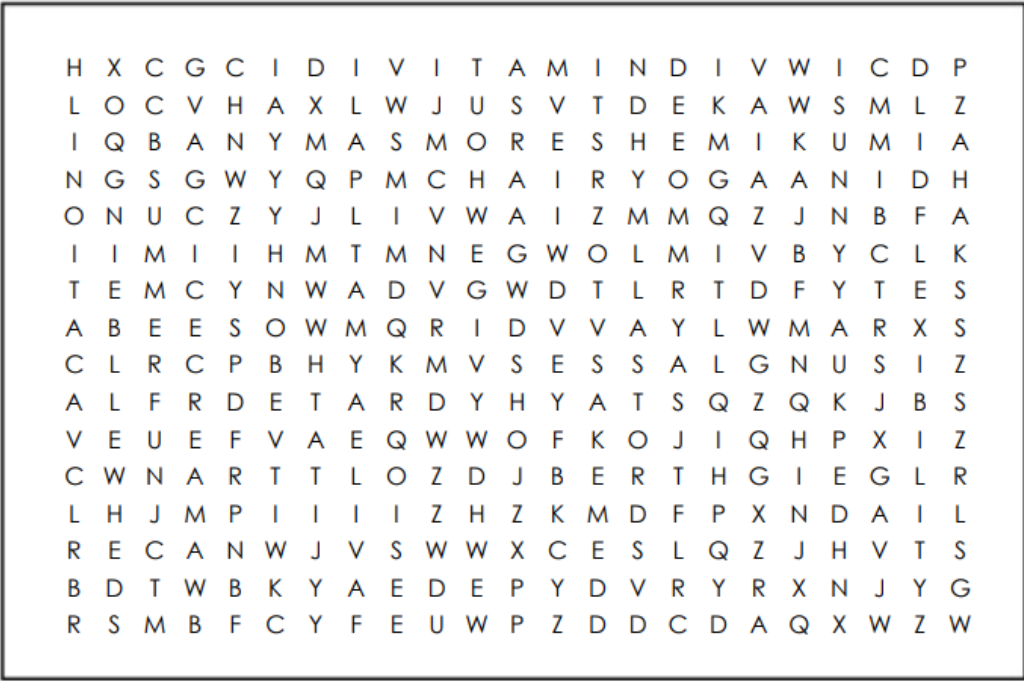 H X C G C I D I V I T A M I N D I V W I C D P
L O C V H A X L W J U S V T D E K A W S M L Z
I Q B A N Y M A S M O R E S H E M I K U M I A
N G S G W Y Q P M C H A I R Y O G A A N I D H
O N U C Z Y J L I V W A I Z M M Q Z J N B F A
I I M I I H M T M N E G W O L M I V B Y C L K
T E M C Y N W A D V G W D T L R T D F Y T E S
A B E E S O W M Q R I D V V A Y L W M A R X S
C L R C P B H Y K M V S E S S A L G N U S I Z
A L F R D E T A R D Y H Y A T S Q Z Q K J B S
V E U E F V A E Q W W O F K O J I Q H P X I Z
C W N A R T T L O Z D J B E R T H G I E G L R
L H J M P I I I I Z H Z K M D F P X N D A I L
R E C A N W J V S W W X C E S L Q Z J H V T S
B D T W B K Y A E D E P Y D V R Y R X N J Y G
R S M B F C Y F E U W P Z D D C D A Q X W Z W